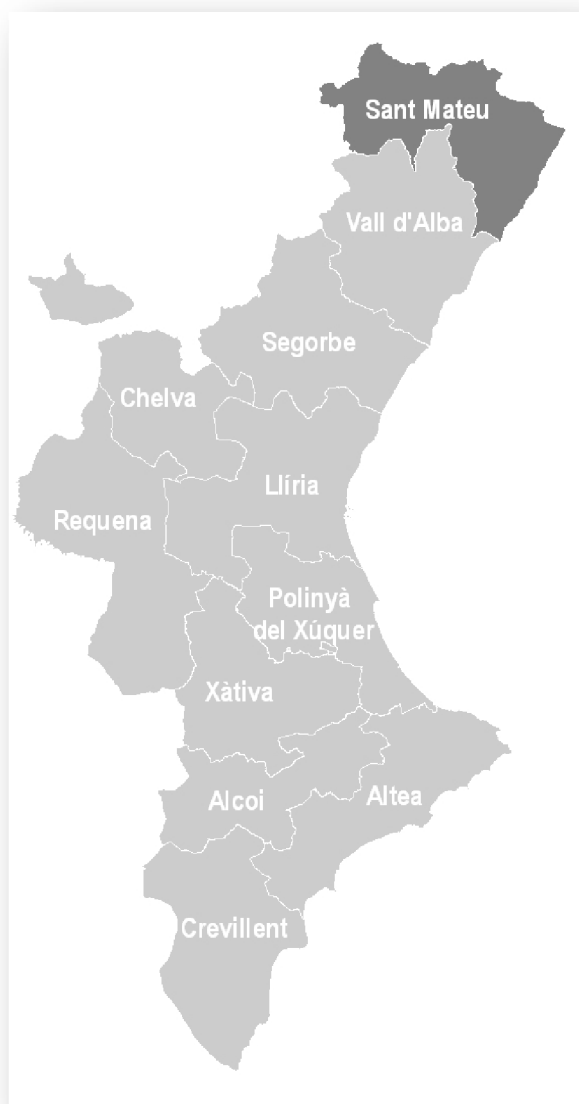 Sant Mateu
Vall d'Alba
Segorbe
Chelva
Llíria
Requena
Polinyà
del Xúquer
Xàtiva
Alcoi
Altea
Crevillent